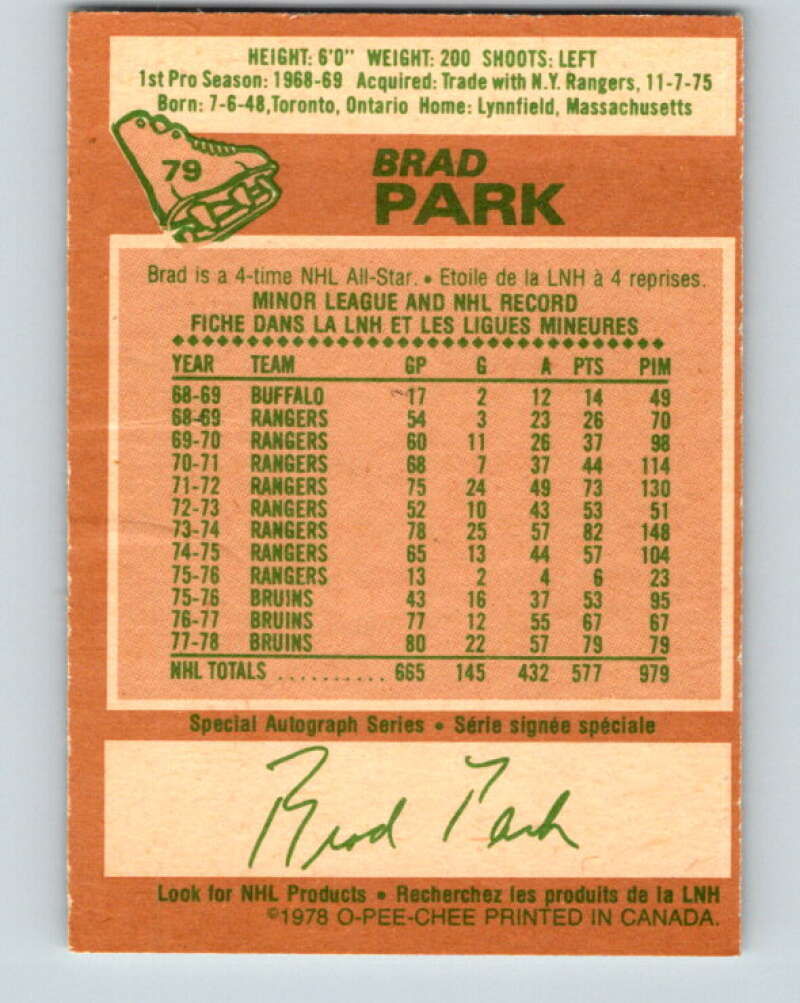 HEIGHT: 6'0" WEIGHT: 200 SHOOTS: LEFT
1st Pro Season: 1968-69 Acquired: Trade with N.Y. Rangers, 11-7-75
Born: 7-6-48, Toronto, Ontario Home: Lynnfield, Massachusetts
79
BRAD
PARK
Brad is a 4-time NHL All-Star. • Etoile de la LNH à 4 reprises.
MINOR LEAGUE AND NHL RECORD
FICHE DANS LA LNH ET LES LIGUES MINEURES
YEAR TEAM GP G A PTS PIM
68-69 BUFFALO 17 2 12 14 49
68-69 RANGERS 54 3 23 26 70
69-70 RANGERS 60 11 26 37 98
70-71 RANGERS 68 7 37 44 114
71-72 RANGERS 75 24 49 73 130
72-73 RANGERS 52 10 43 53 51
73-74 RANGERS 78 25 57 82 148
74-75 RANGERS 65 13 44 57 104
75-76 RANGERS 13 2 4 6 23
75-76 BRUINS 43 16 37 53 95
76-77 BRUINS 77 12 55 67 67
77-78 BRUINS 80 22 57 79 79
NHL TOTALS .......... 665 145 432 577 979
Special Autograph Series • Série signée spéciale
Brad Park
Look for NHL Products • Recherchez les produits de la LNH
©1978 O-PEE-CHEE PRINTED IN CANADA.